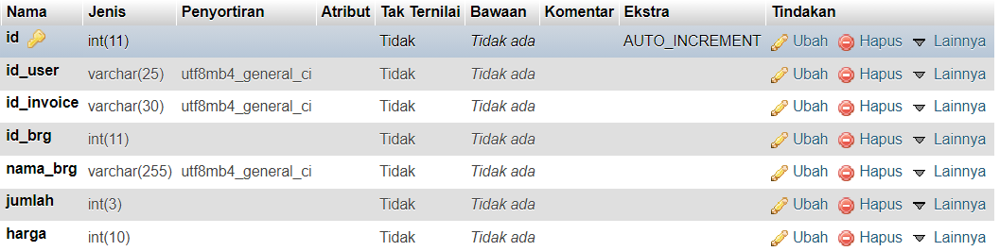 Nama Jenis Penyortiran Atribut Tak Ternilai Bawaan Komentar Ekstra Tindakan
id int(11) Tidak Tidak ada AUTO_INCREMENT Ubah Hapus Lainnya
id_user varchar(25) utf8mb4_general_ci Tidak Tidak ada Ubah Hapus Lainnya
id_invoice varchar(30) utf8mb4_general_ci Tidak Tidak ada Ubah Hapus Lainnya
id_brg int(11) Tidak Tidak ada Ubah Hapus Lainnya
nama_brg varchar(255) utf8mb4_general_ci Tidak Tidak ada Ubah Hapus Lainnya
jumlah int(3) Tidak Tidak ada Ubah Hapus Lainnya
harga int(10) Tidak Tidak ada Ubah Hapus Lainnya